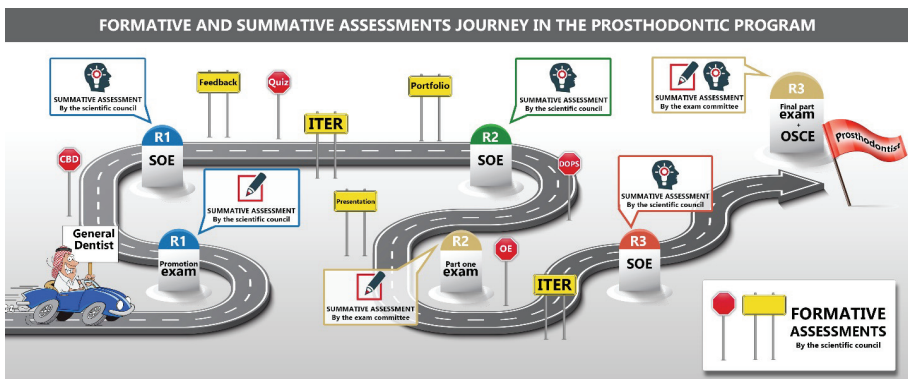 FORMATIVE AND SUMMATIVE ASSESSMENTS JOURNEY IN THE PROSTHODONTIC PROGRAM
SUMMATIVE ASSESSMENT
By the scientific council
R1
SOE
Feedback
Quiz
ITER
Portfolio
SUMMATIVE ASSESSMENT
By the scientific council
R2
SOE
SUMMATIVE ASSESSMENT
By the exam committee
R3
Final part
exam
+
OSCE
Prosthodontist
CBD
SUMMATIVE ASSESSMENT
By the scientific council
R1
Promotion
exam
General
Dentist
Presentation
DOPS
SUMMATIVE ASSESSMENT
By the scientific council
R3
SOE
R2
Part one
exam
OE
SUMMATIVE ASSESSMENT
By the exam committee
ITER
FORMATIVE
ASSESSMENTS
By the scientific council